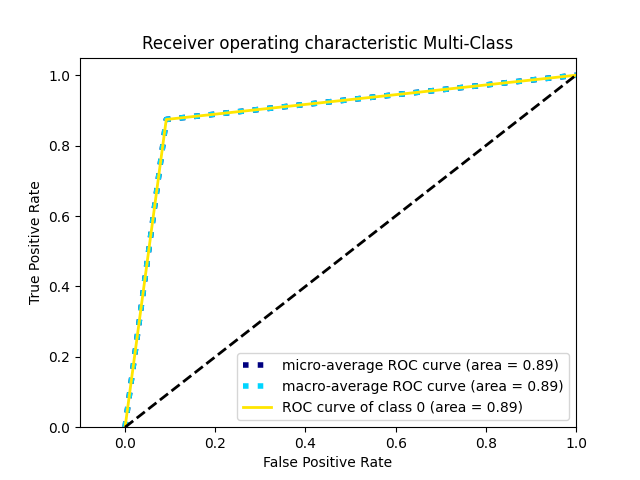 Receiver operating characteristic Multi-Class
1.0
0.8
0.6
0.4
0.2
0.0
True Positive Rate
micro-average ROC curve (area = 0.89)
macro-average ROC curve (area = 0.89)
ROC curve of class 0 (area = 0.89)
0.0 0.2 0.4 0.6 0.8 1.0
False Positive Rate